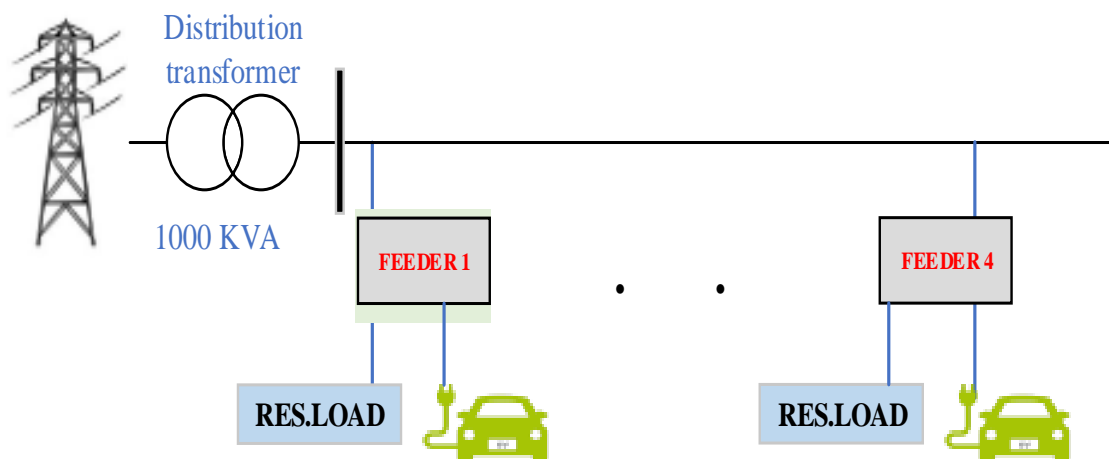 Distribution
transformer
1000 KVA
FEEDER 1
FEEDER 4
RES.LOAD
RES.LOAD